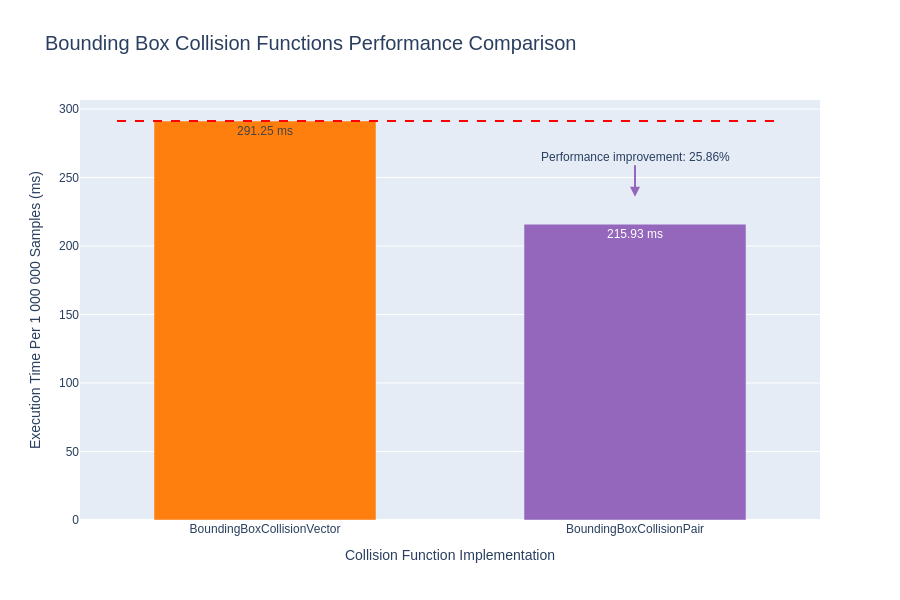 Bounding Box Collision Functions Performance Comparison
Execution Time Per 1 000 000 Samples (ms)
300
250
200
150
100
50
0
291.25 ms
Performance improvement: 25.86%
215.93 ms
BoundingBoxCollisionVector
BoundingBoxCollisionPair
Collision Function Implementation